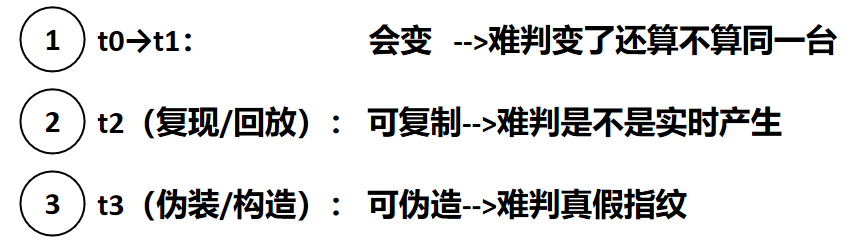 1 t0→t1： 会变 -->难判变了还算不算同一台
2 t2（复现/回放）： 可复制-->难判是不是实时产生
3 t3（伪装/构造）： 可伪造-->难判真假指纹